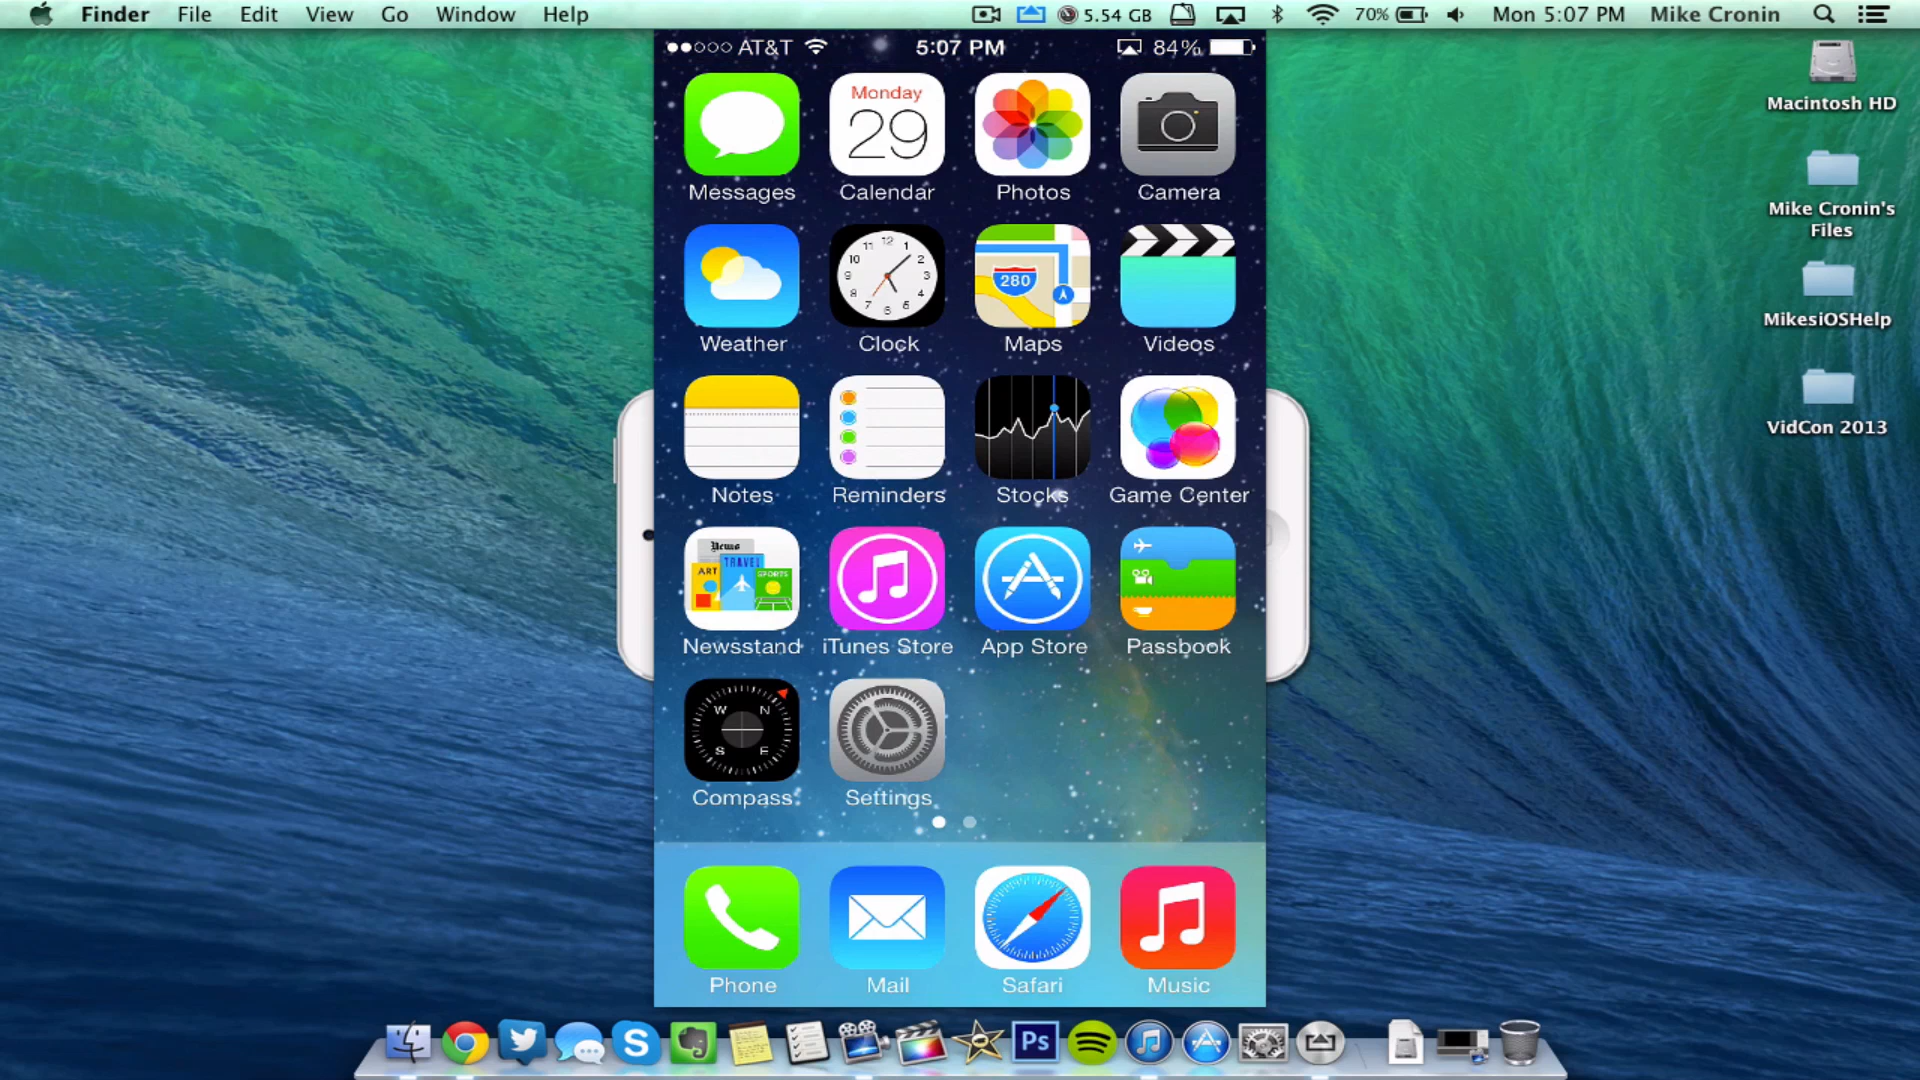 Finder File Edit View Go Window Help 5.54 GB 70% Mon 5:07 PM Mike Cronin
AT&T 5:07 PM 84%
Monday
29
Messages Calendar Photos Camera
280
Weather Clock Maps Videos
Notes Reminders Stocks Game Center
News
ART TRAVEL SPORTS
Newsstand iTunes Store App Store Passbook
W N
S E
Compass Settings
Phone Mail Safari Music
Macintosh HD
Mike Cronin's
Files
MikesiOSHelp
VidCon 2013
S Ps